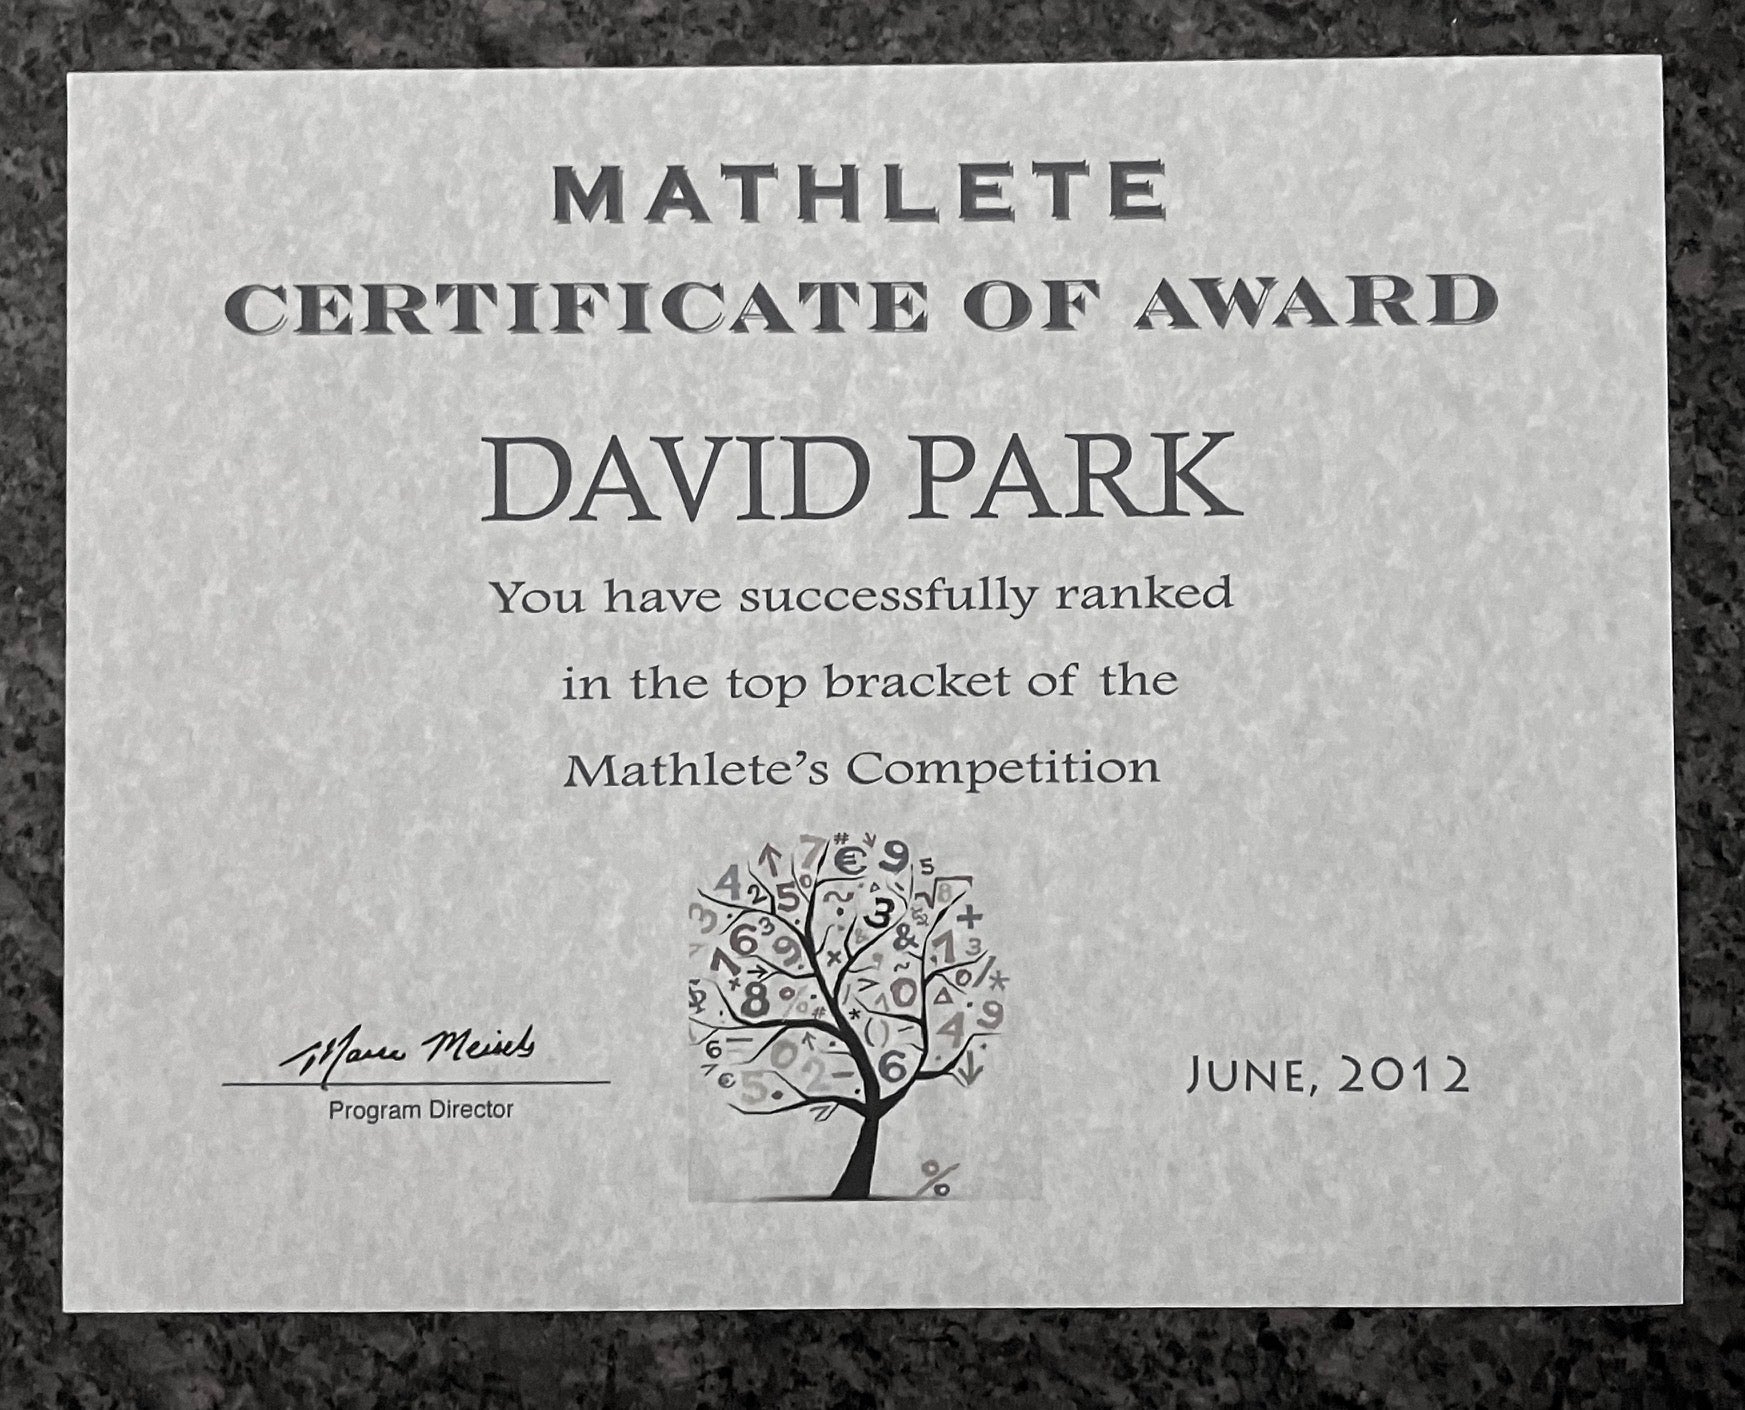 MATHLETE
CERTIFICATE OF AWARD
DAVID PARK
You have successfully ranked
in the top bracket of the
Mathlete's Competition
Program Director
JUNE, 2012